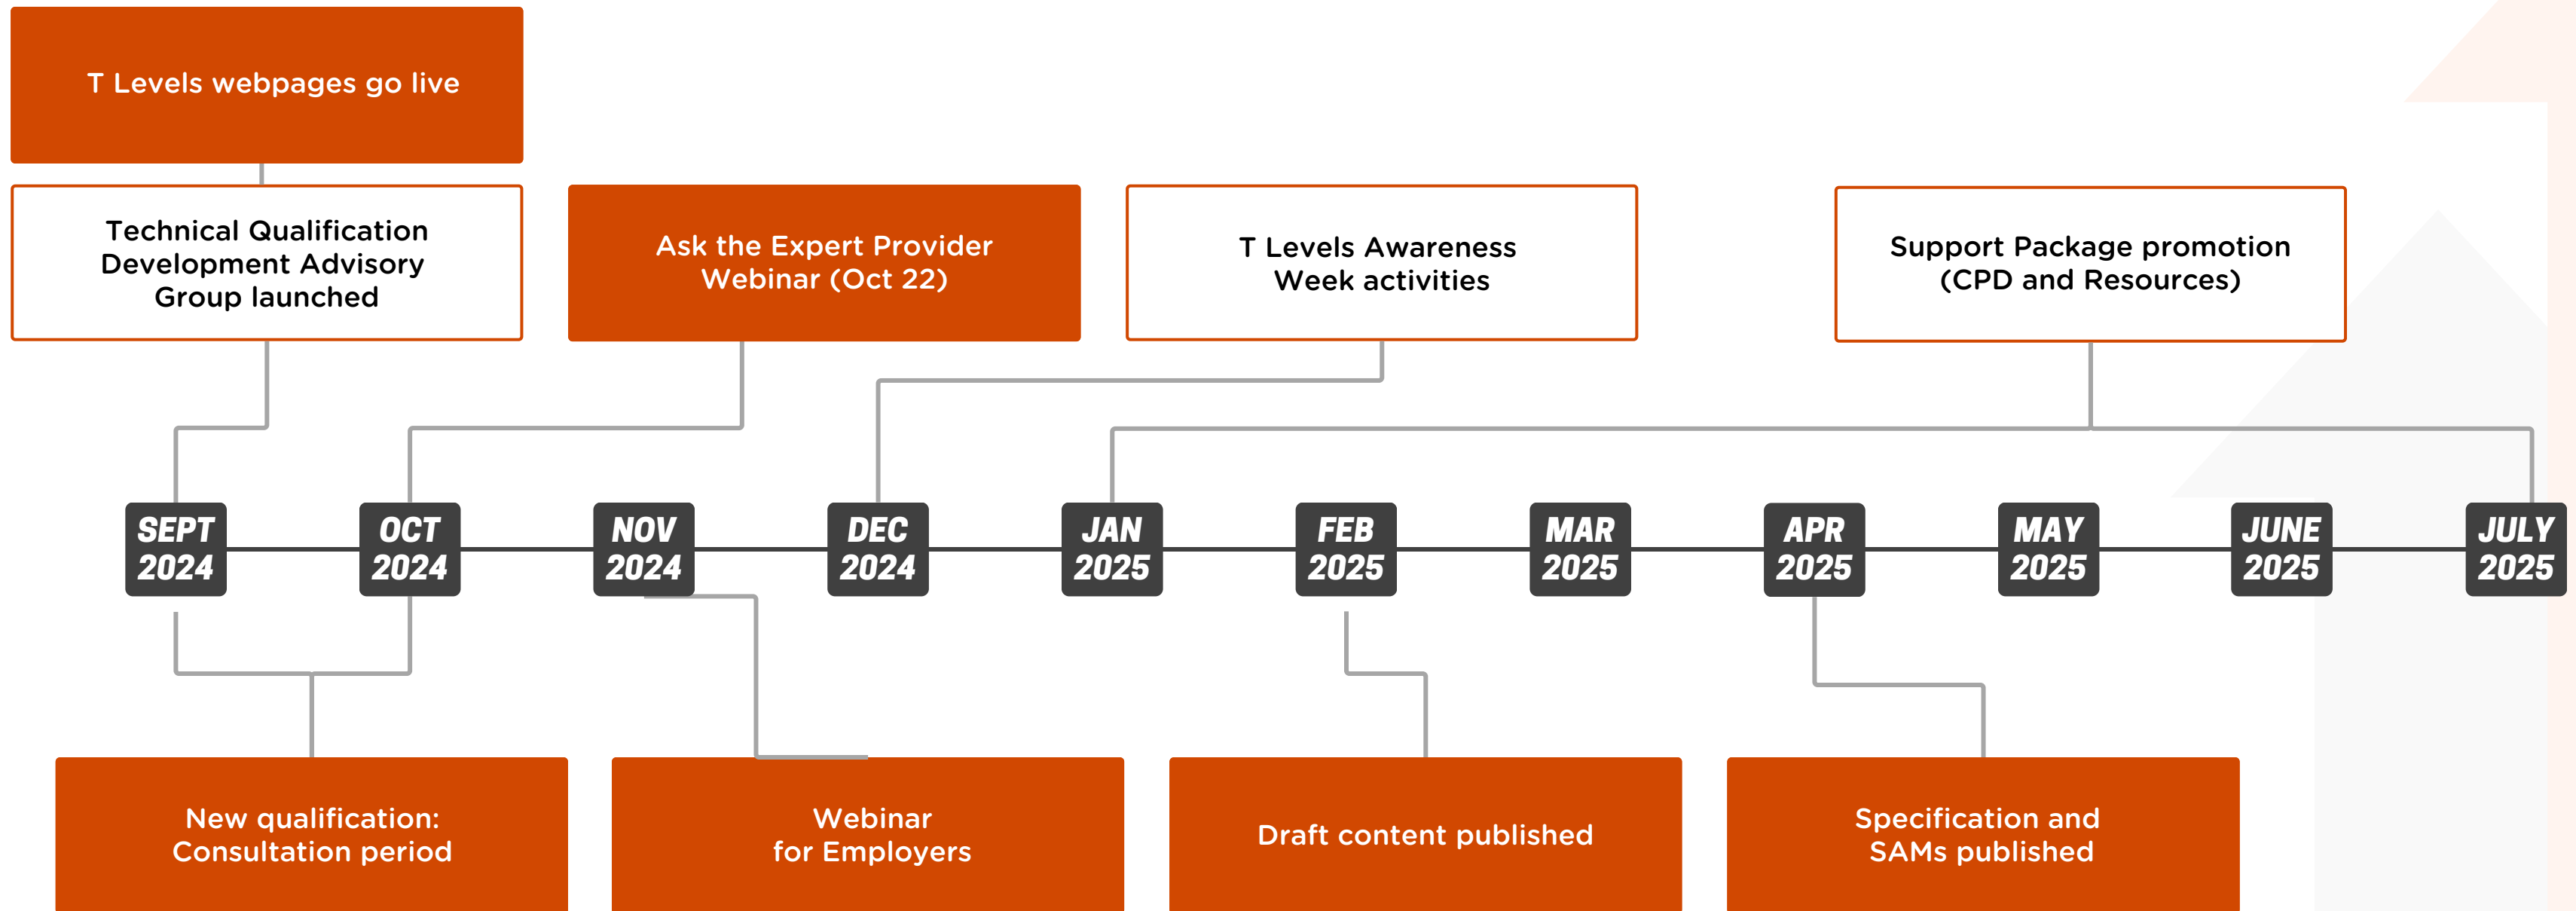 T Levels webpages go live
Technical Qualification
Development Advisory
Group launched
Ask the Expert Provider
Webinar (Oct 22)
T Levels Awareness
Week activities
Support Package promotion
(CPD and Resources)
SEPT
2024
OCT
2024
NOV
2024
DEC
2024
JAN
2025
FEB
2025
MAR
2025
APR
2025
MAY
2025
JUNE
2025
JULY
2025
New qualification:
Consultation period
Webinar
for Employers
Draft content published
Specification and
SAMs published